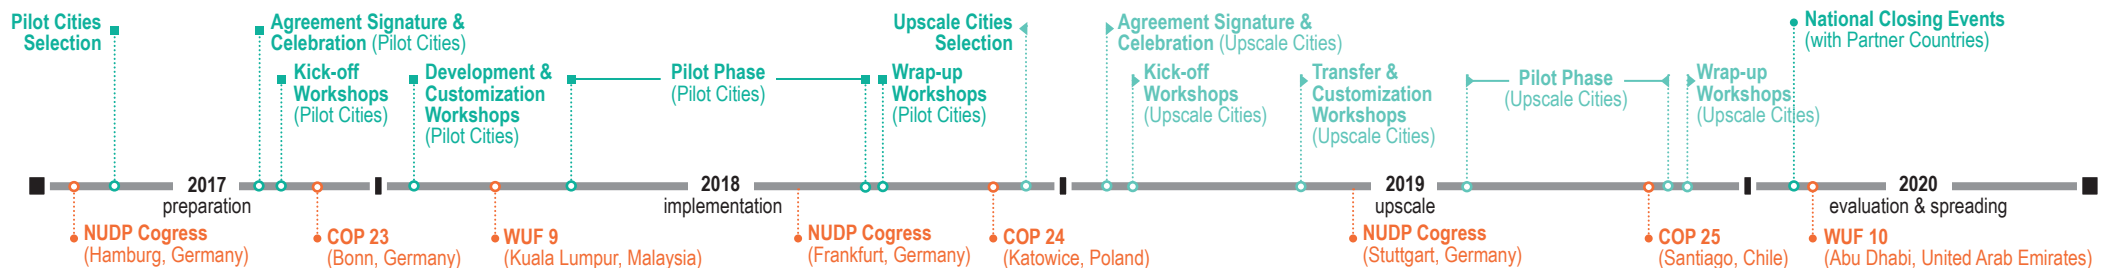 Pilot Cities
Selection
Agreement Signature &
Celebration (Pilot Cities)
Kick-off
Workshops
(Pilot Cities)
Development &
Customization
Workshops
(Pilot Cities)
Pilot Phase
(Pilot Cities)
Wrap-up
Workshops
(Pilot Cities)
Upscale Cities
Selection
Agreement Signature &
Celebration (Upscale Cities)
Kick-off
Workshops
(Upscale Cities)
Transfer &
Customization
Workshops
(Upscale Cities)
Pilot Phase
(Upscale Cities)
Wrap-up
Workshops
(Upscale Cities)
National Closing Events
(with Partner Countries)
2017
preparation
2018
implementation
2019
upscale
2020
evaluation & spreading
NUDP Cogress
(Hamburg, Germany)
COP 23
(Bonn, Germany)
WUF 9
(Kuala Lumpur, Malaysia)
NUDP Cogress
(Frankfurt, Germany)
COP 24
(Katowice, Poland)
NUDP Cogress
(Stuttgart, Germany)
COP 25
(Santiago, Chile)
WUF 10
(Abu Dhabi, United Arab Emirates)